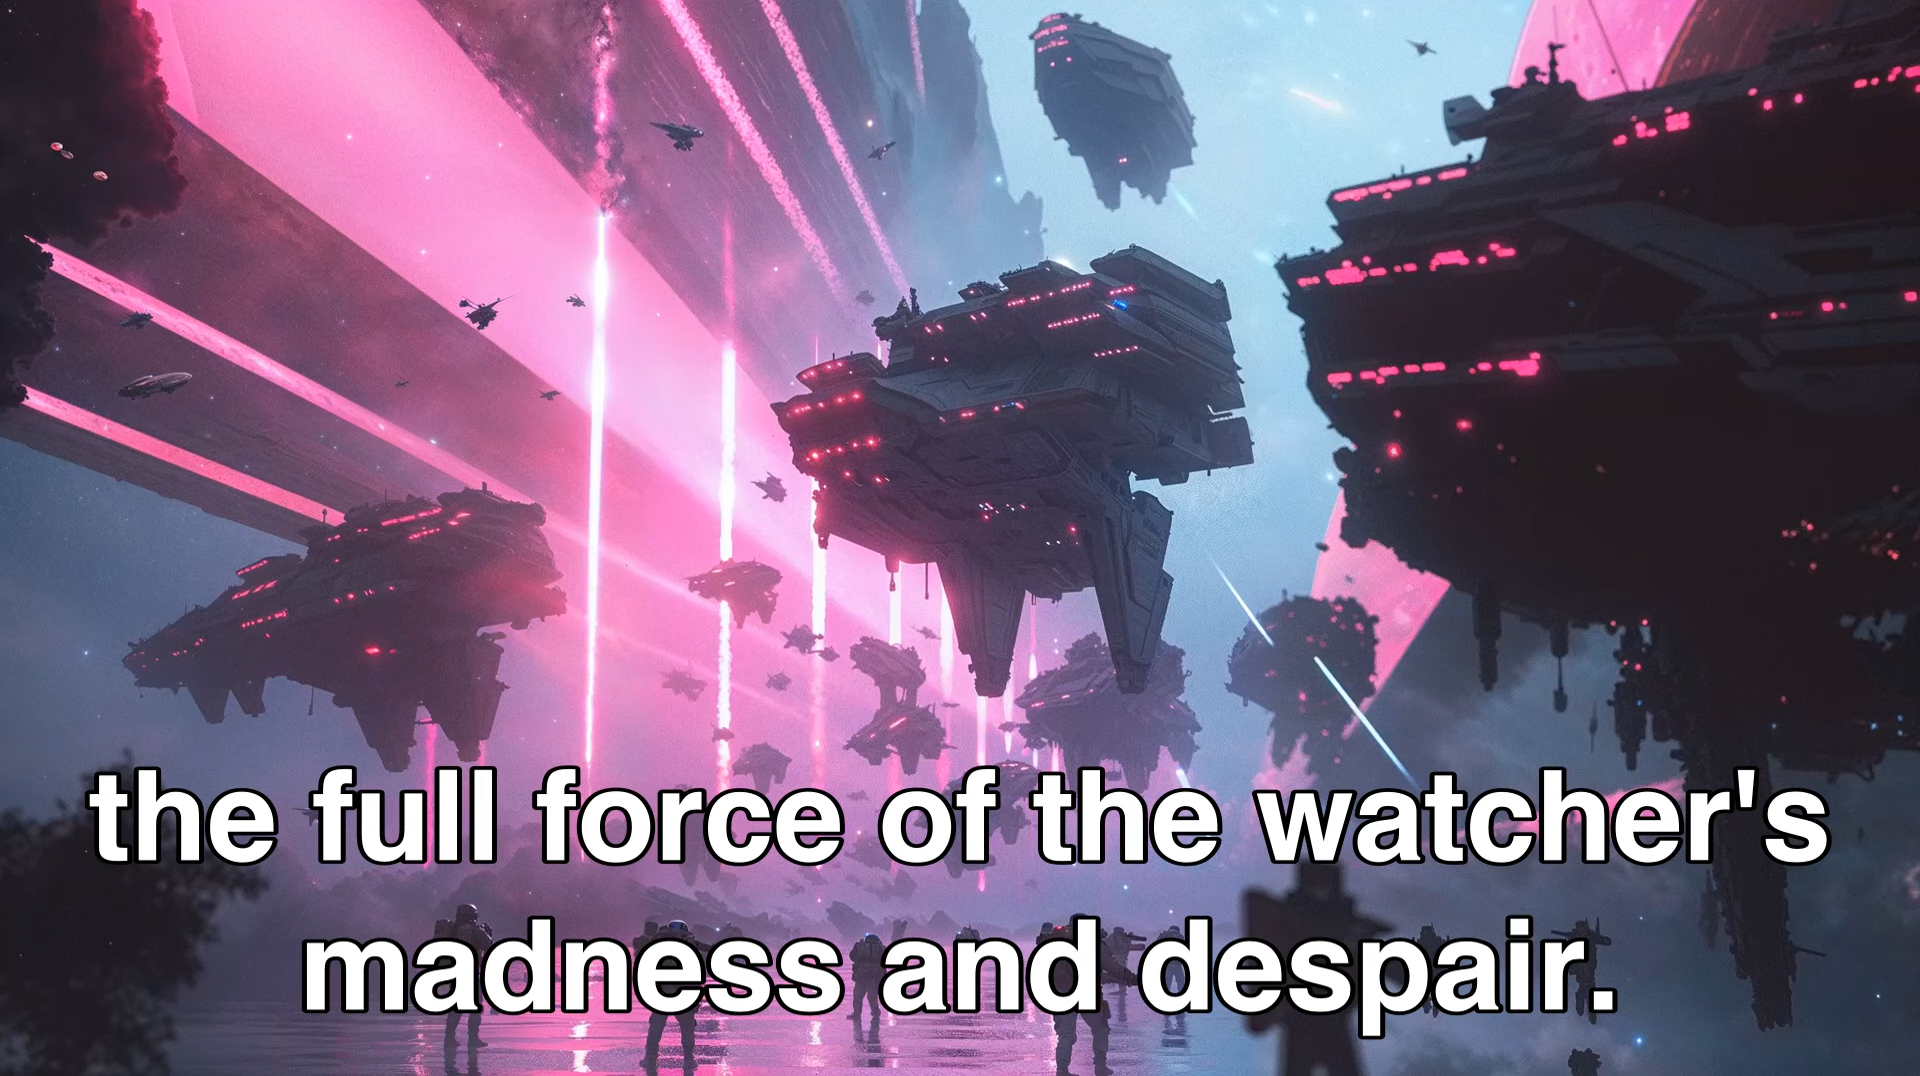 the full force of the watcher's
madness and despair.